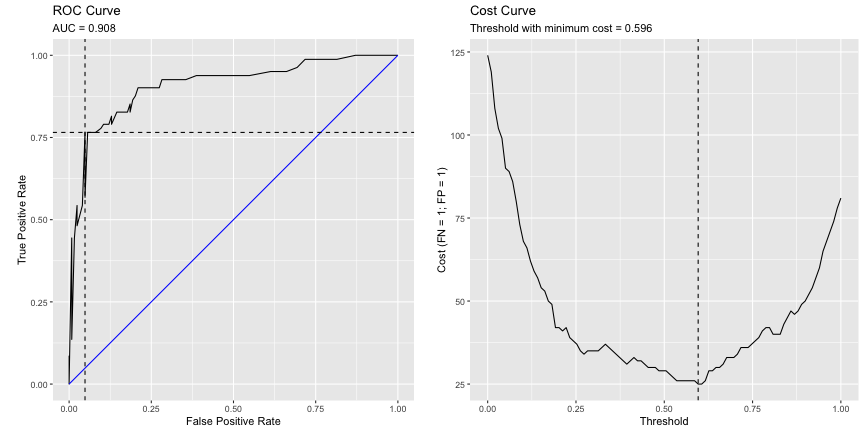 ROC Curve
AUC = 0.908
1.00
0.75
0.50
0.25
0.00
True Positive Rate
0.00
0.25
0.50
0.75
1.00
False Positive Rate
Cost Curve
Threshold with minimum cost = 0.596
125
100
75
50
25
Cost (FN = 1; FP = 1)
0.00
0.25
0.50
0.75
1.00
Threshold